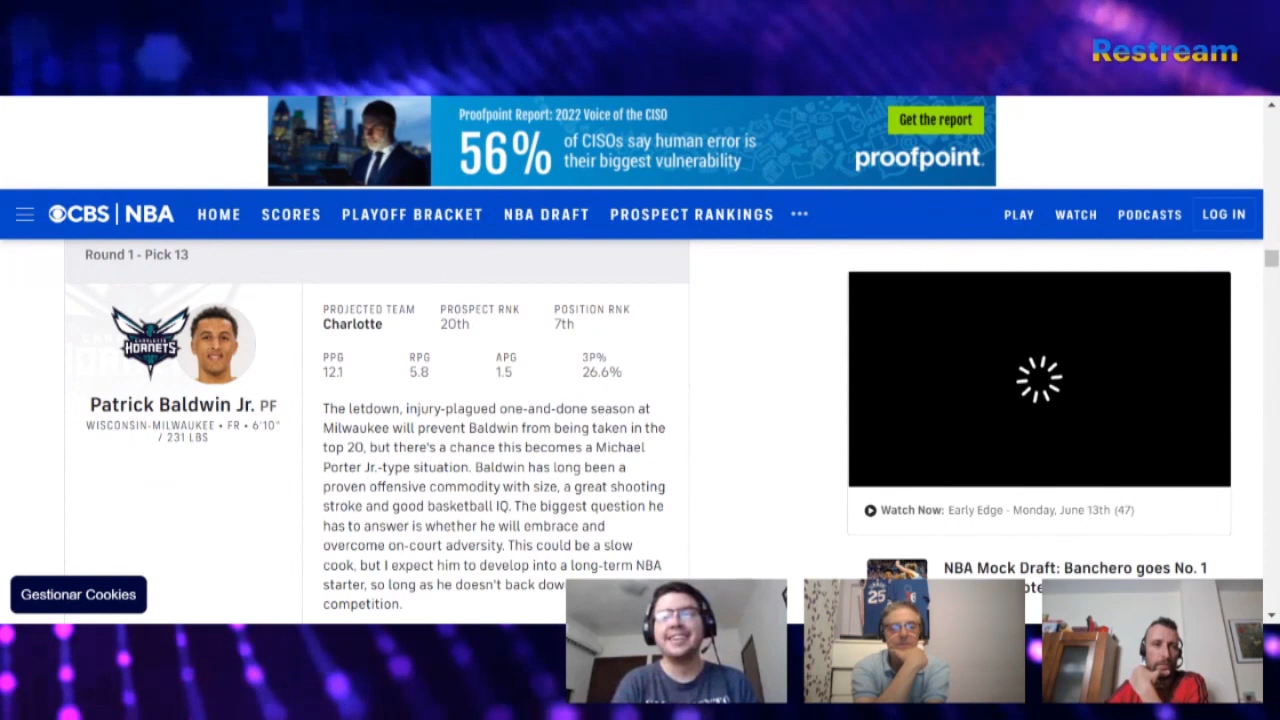 Restream
Proofpoint Report: 2022 Voice of the CISO
56%
of CISOs say human error is
their biggest vulnerability
Get the report
proofpoint.
CBS | NBA HOME SCORES PLAYOFF BRACKET NBA DRAFT PROSPECT RANKINGS ••• PLAY WATCH PODCASTS LOG IN
Round 1 - Pick 13
HORNETS
Patrick Baldwin Jr. PF
WISCONSIN-MILWAUKEE • FR • 6'10"
/ 231 LBS
PROJECTED TEAM PROSPECT RNK POSITION RNK
Charlotte 20th 7th
PPG RPG APG 3P%
12.1 5.8 1.5 26.6%
The letdown, injury-plagued one-and-done season at
Milwaukee will prevent Baldwin from being taken in the
top 20, but there's a chance this becomes a Michael
Porter Jr.-type situation. Baldwin has long been a
proven offensive commodity with size, a great shooting
stroke and good basketball IQ. The biggest question he
has to answer is whether he will embrace and
overcome on-court adversity. This could be a slow
cook, but I expect him to develop into a long-term NBA
starter, so long as he doesn't back dow
competition.
Watch Now: Early Edge - Monday, June 13th (47)
NBA Mock Draft: Banchero goes No. 1
Gestionar Cookies
25